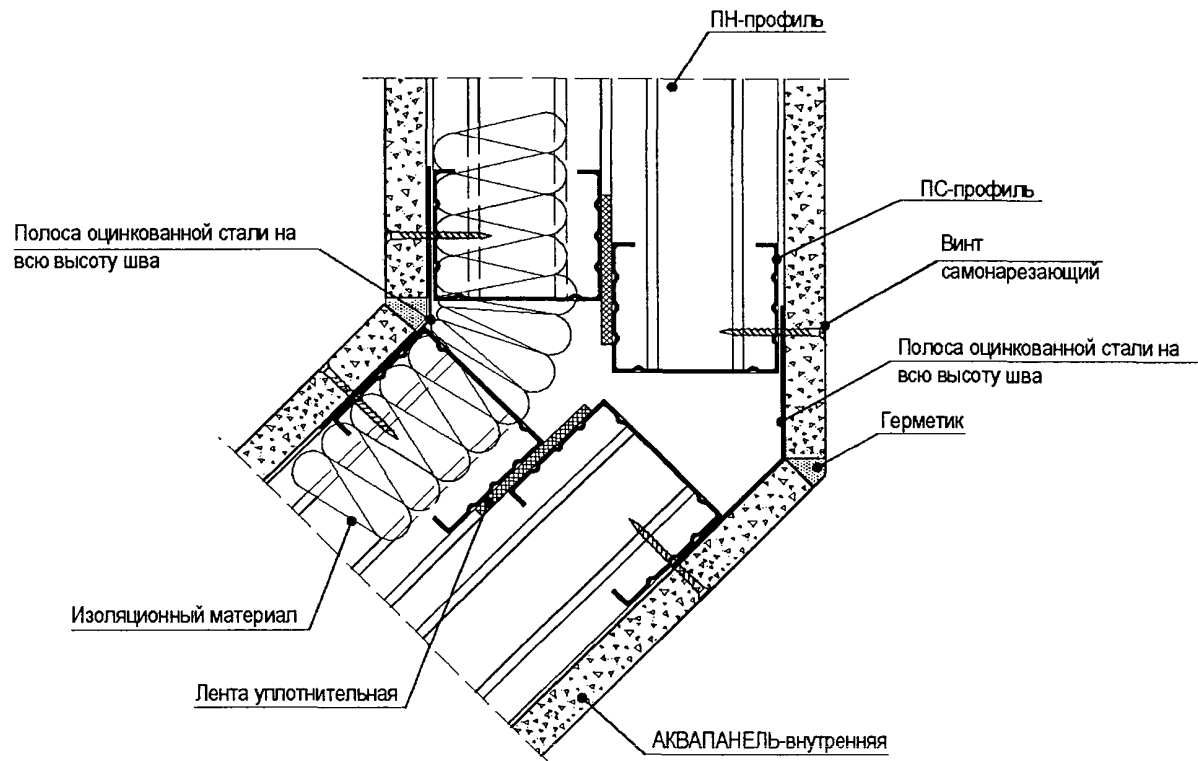 ПН-профиль
ПС-профиль
Полоса оцинкованной стали на
всю высоту шва
Винт
самонарезающий
Полоса оцинкованной стали на
всю высоту шва
Герметик
Изоляционный материал
Лента уплотнительная
АКВАПАНЕЛЬ-внутренняя